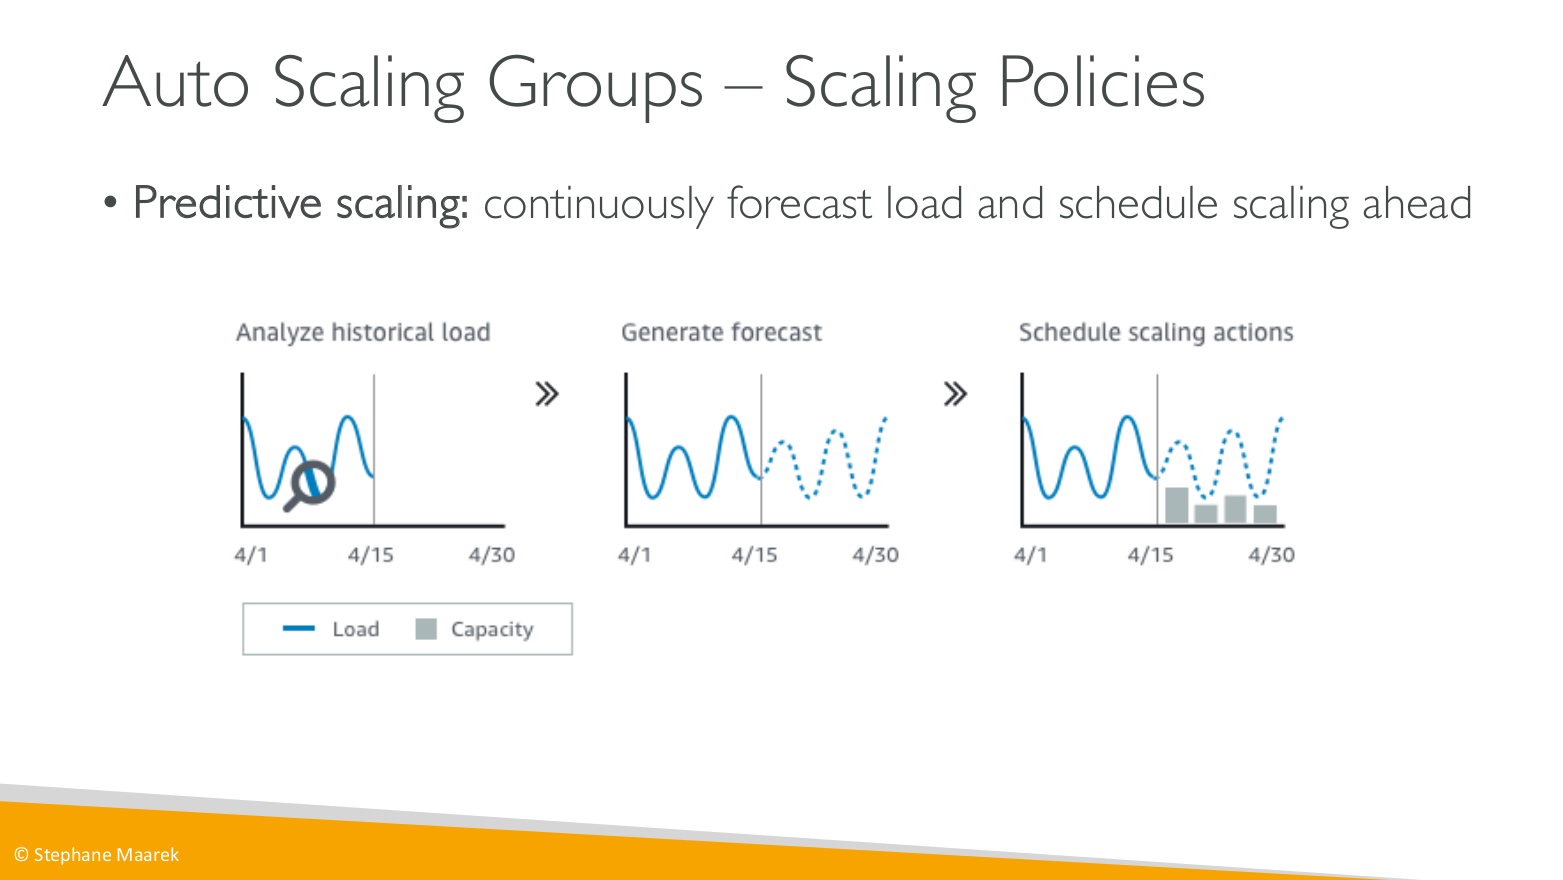 Auto Scaling Groups – Scaling Policies
• Predictive scaling: continuously forecast load and schedule scaling ahead
Analyze historical load
Generate forecast
Schedule scaling actions
4/1 4/15 4/30
4/1 4/15 4/30
4/1 4/15 4/30
Load Capacity
© Stephane Maarek